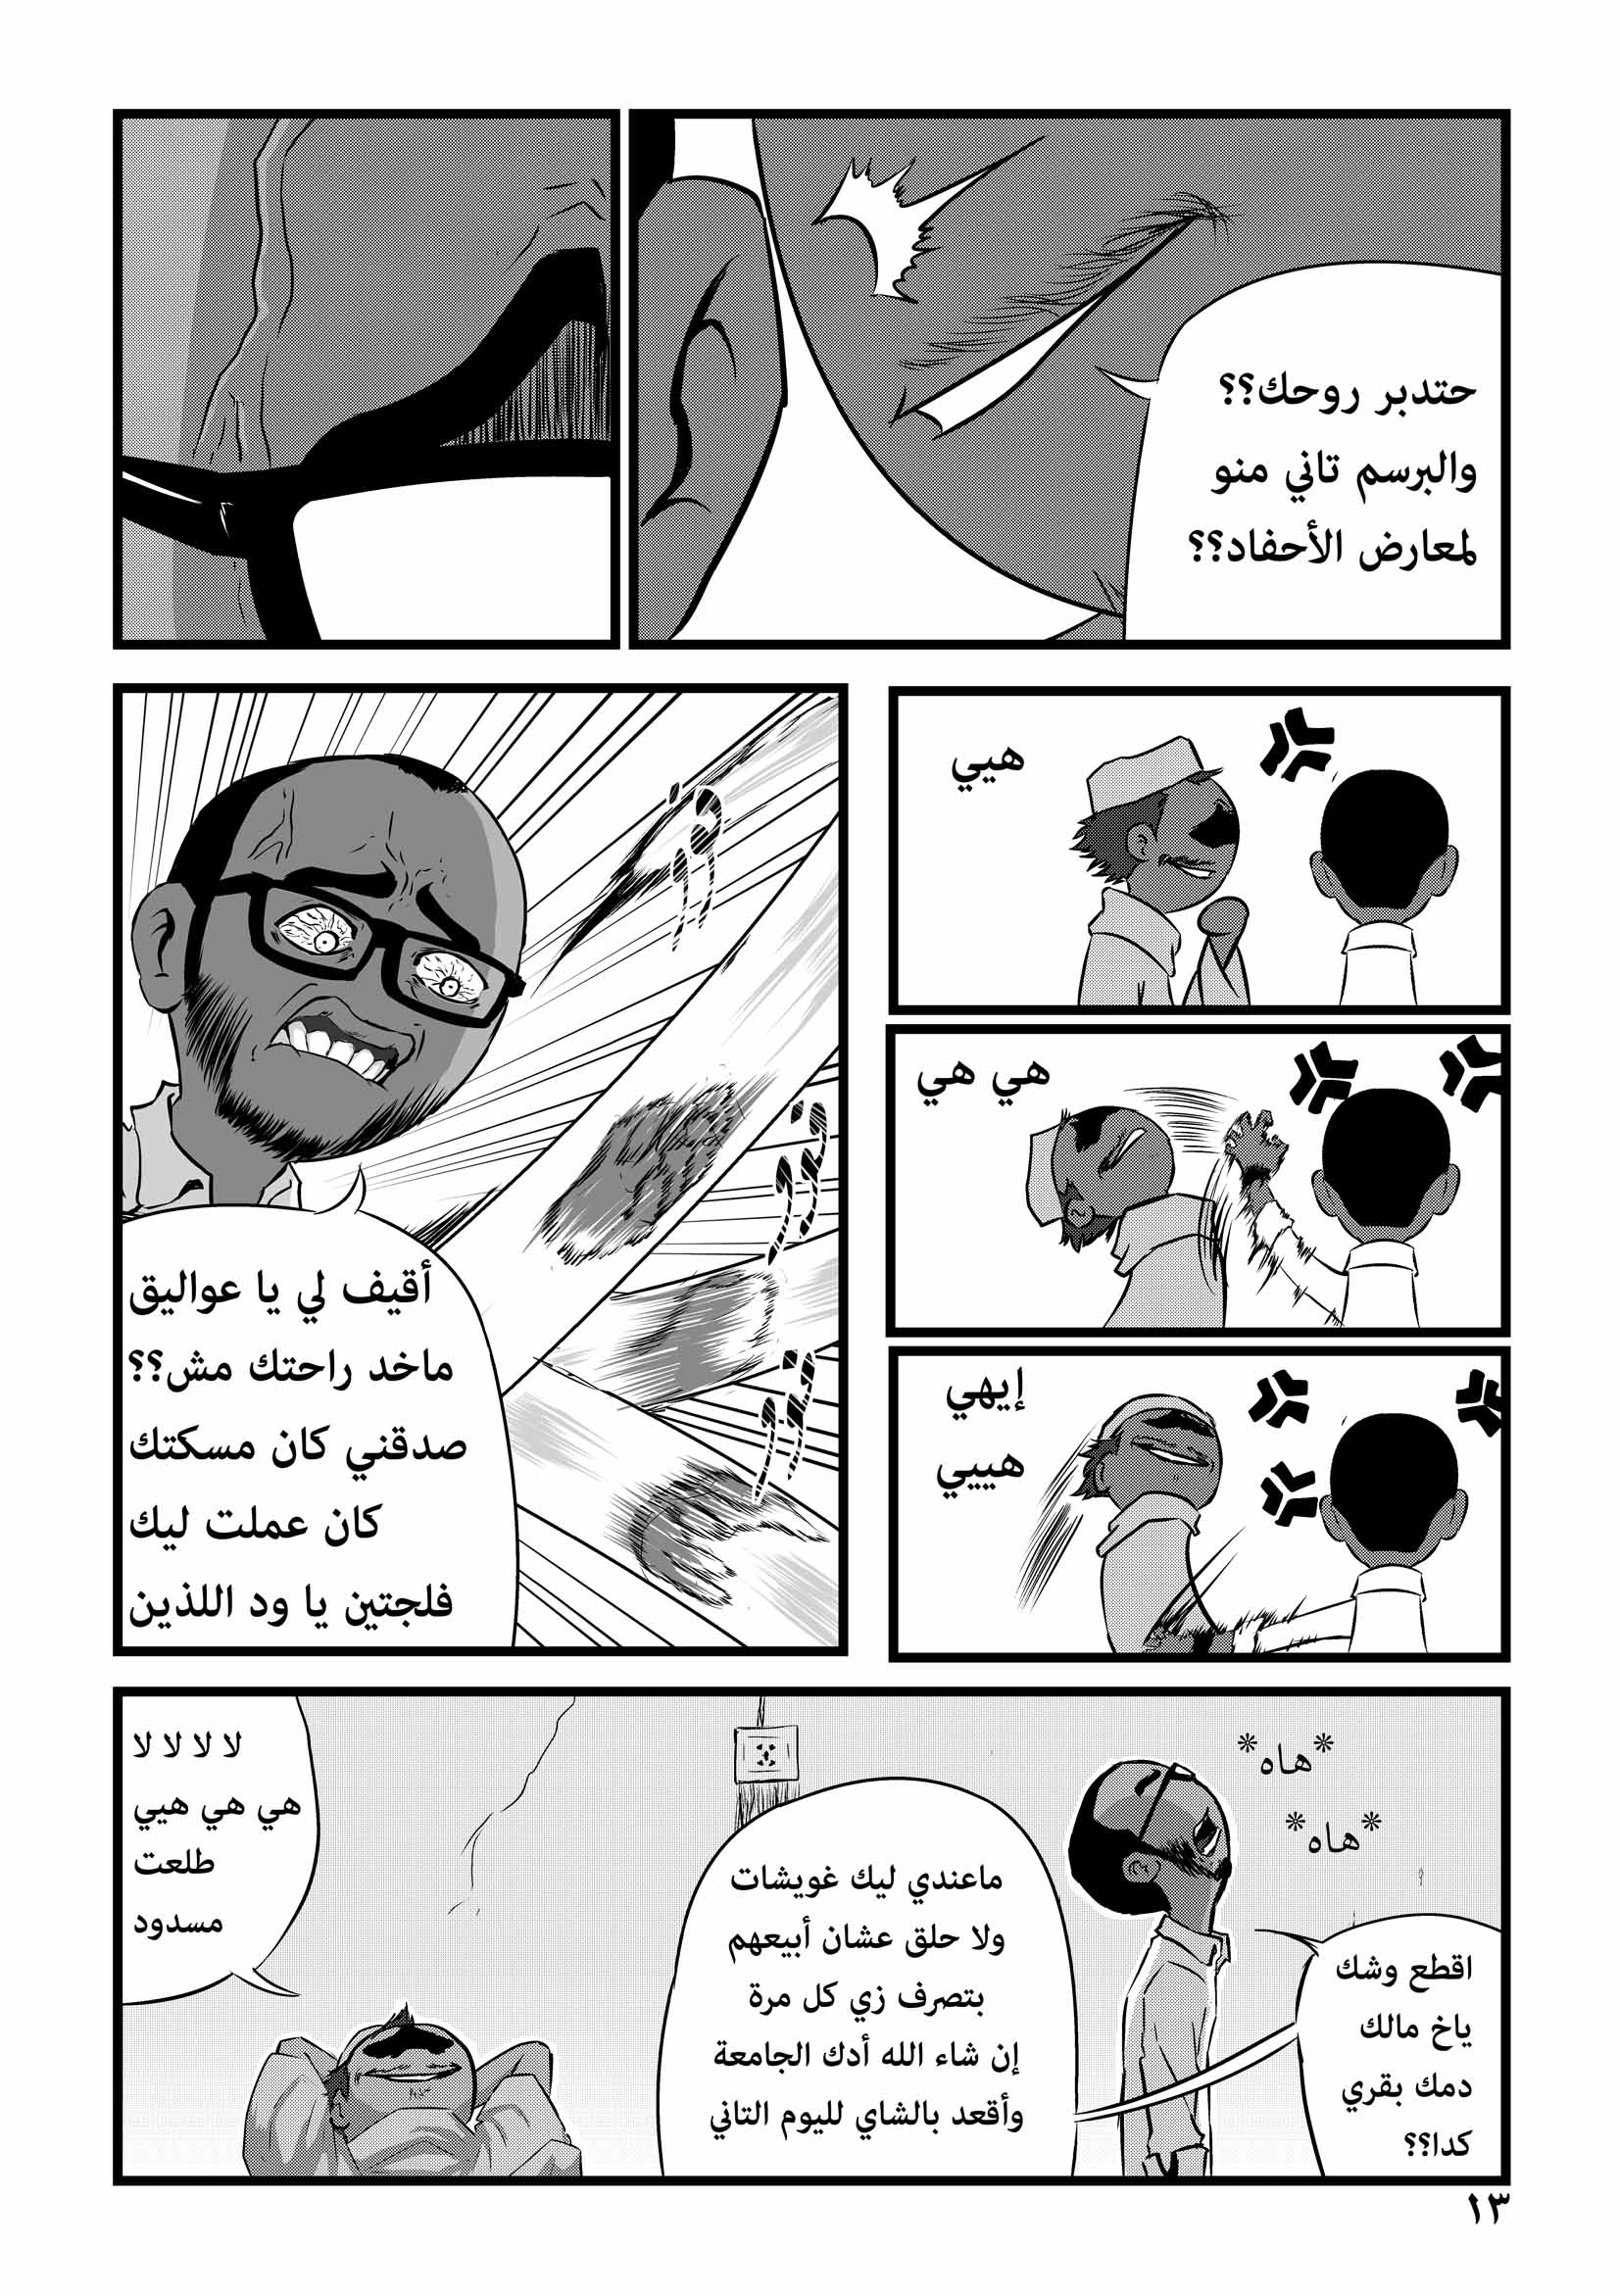 حتدبر روحك؟؟
والبرسم تاني منو
لمعارض الأحفاد؟؟
هيي
هي هي
إيهي
هييي
أقيف لي يا عواليق
ماخد راحتك مش؟؟
صدقني كان مسكتك
كان عملت ليك
فلجتين يا ود اللذين
*هاه*
*هاه*
اقطع وشك
ياخ مالك
دمك بقري
كدا؟؟
ماعندي ليك غويشات
ولا حلق عشان أبيعهم
بتصرف زي كل مرة
إن شاء الله أدك الجامعة
وأقعد بالشاي لليوم التاني
لا لا لا لا
هي هي هيي
طلعت
مسدود
١٣